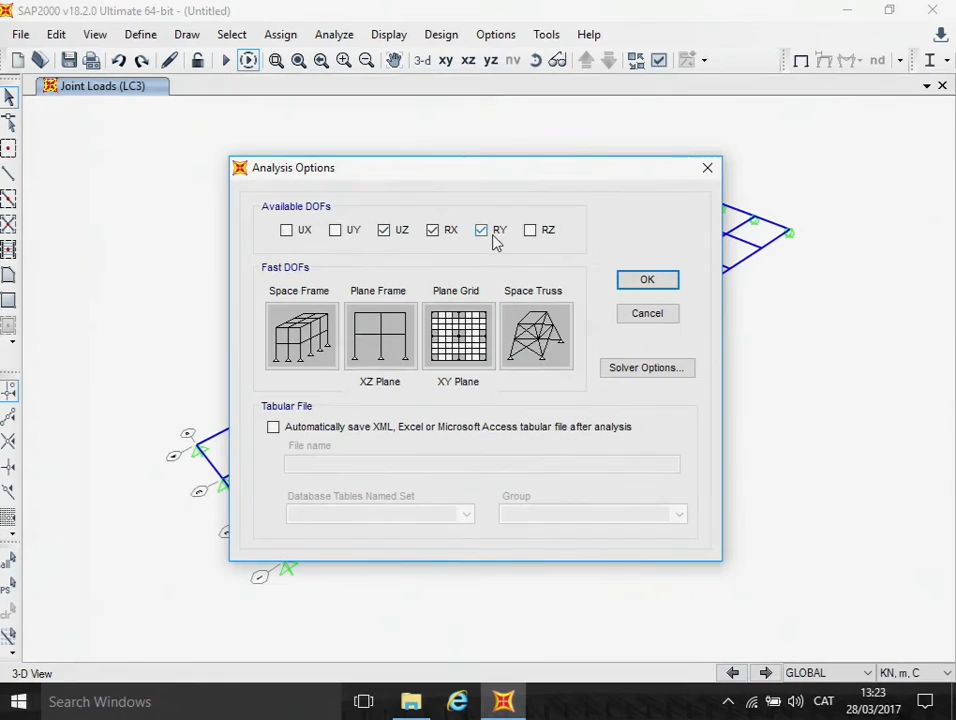 SAP2000 v18.2.0 Ultimate 64-bit - (Untitled)
File Edit View Define Draw Select Assign Analyze Display Design Options Tools Help
3-d xy xz yz nv nd
Joint Loads (LC3)
Analysis Options
Available DOFs
UX UY UZ RX RY RZ
Fast DOFs
Space Frame Plane Frame Plane Grid Space Truss
XZ Plane XY Plane
OK
Cancel
Solver Options...
Tabular File
Automatically save XML, Excel or Microsoft Access tabular file after analysis
File name
Database Tables Named Set Group
all
PS
clr
3-D View GLOBAL KN, m, C
Search Windows
CAT
13:23
28/03/2017